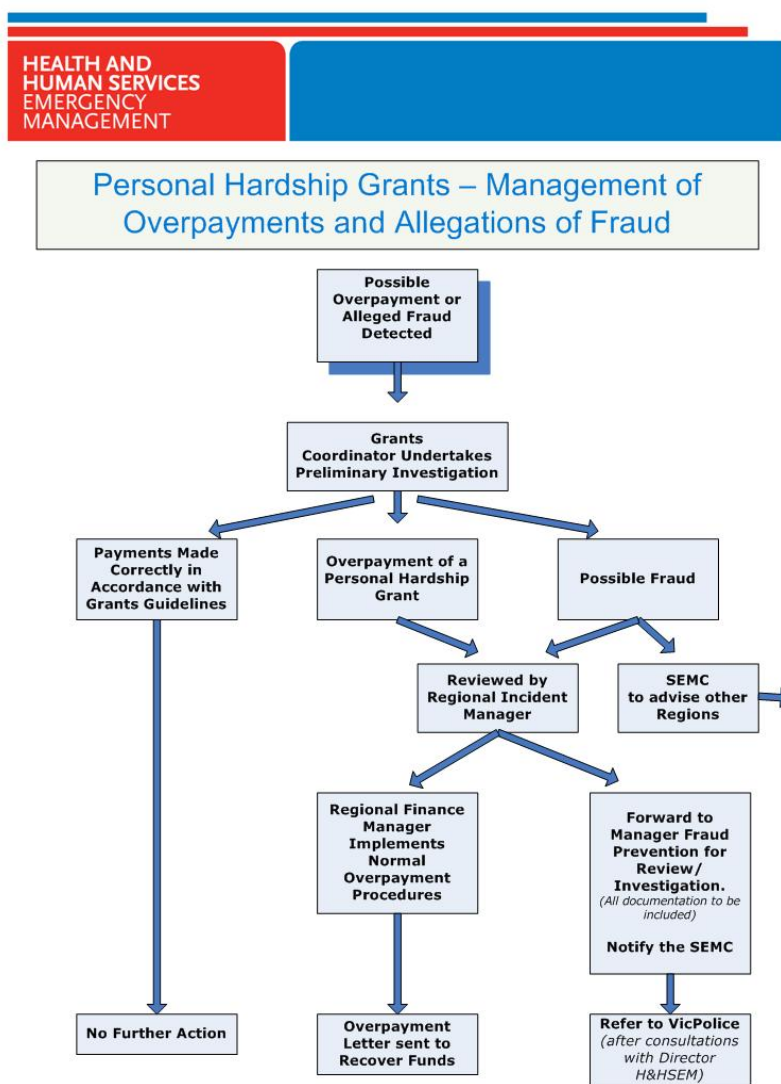 HEALTH AND
HUMAN SERVICES
EMERGENCY
MANAGEMENT
Personal Hardship Grants – Management of
Overpayments and Allegations of Fraud
Possible
Overpayment or
Alleged Fraud
Detected
Grants
Coordinator Undertakes
Preliminary Investigation
Payments Made
Correctly in
Accordance with
Grants Guidelines
Overpayment of a
Personal Hardship
Grant
Possible Fraud
Reviewed by
Regional Incident
Manager
SEMC
to advise other
Regions
Regional Finance
Manager
Implements
Normal
Overpayment
Procedures
Forward to
Manager Fraud
Prevention for
Review/
Investigation.
(All documentation to be
included)
Notify the SEMC
No Further Action
Overpayment
Letter sent to
Recover Funds
Refer to VicPolice
(after consultations
with Director
H&HSEM)